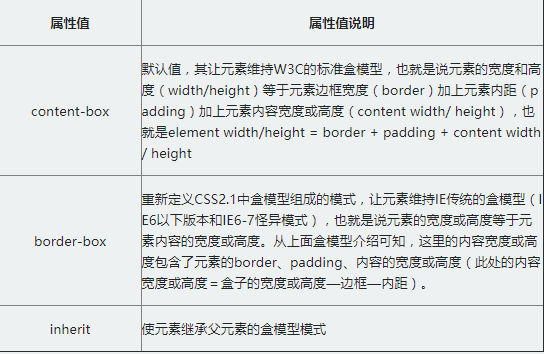 属性值 属性值说明
content-box
默认值，其让元素维持W3C的标准盒模型，也就是说元素的宽度和高
度（width/height）等于元素边框宽度（border）加上元素内距（p
adding）加上元素内容宽度或高度（content width/ height），也
就是element width/height = border + padding + content width
/ height
border-box
重新定义CSS2.1中盒模型组成的模式，让元素维持IE传统的盒模型（I
E6以下版本和IE6-7怪异模式），也就是说元素的宽度或高度等于元
素内容的宽度或高度。从上面盒模型介绍可知，这里的内容宽度或高
度包含了元素的border、padding、内容的宽度或高度（此处的内容
宽度或高度＝盒子的宽度或高度—边框—内距）。
inherit 使元素继承父元素的盒模型模式